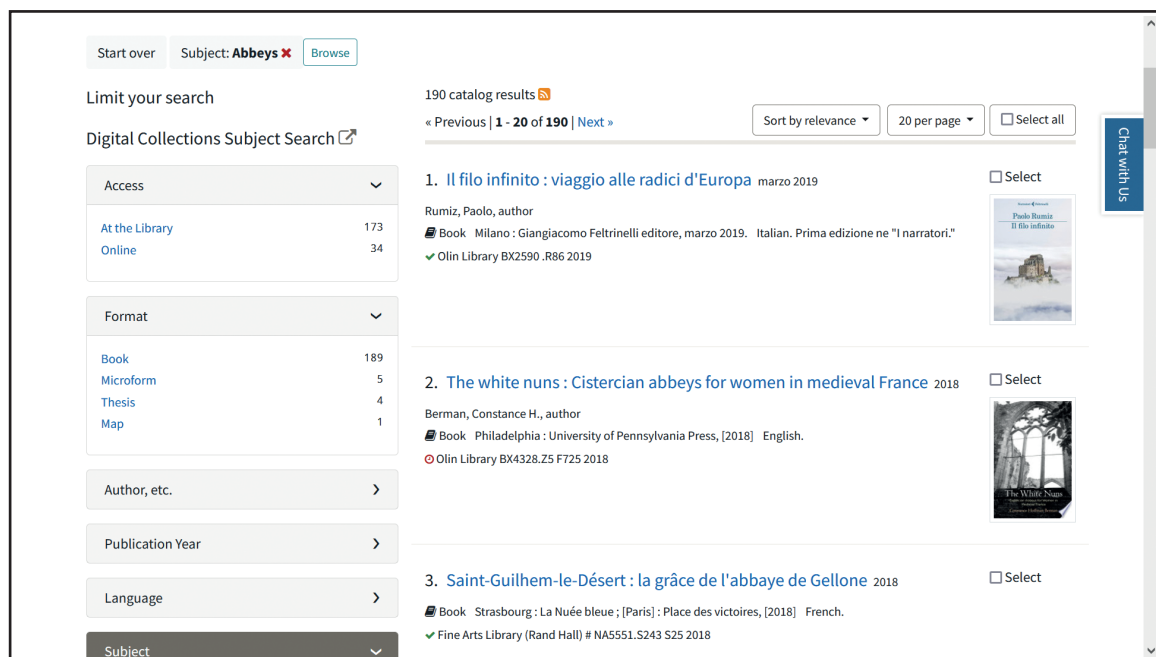 Start over
Subject: Abbeys ✖
Browse
Limit your search
Digital Collections Subject Search
Access
At the Library 173
Online 34
Format
Book 189
Microform 5
Thesis 4
Map 1
Author, etc.
Publication Year
Language
Subject
190 catalog results
« Previous | 1 - 20 of 190 | Next »
Sort by relevance
20 per page
Select all
1. Il filo infinito : viaggio alle radici d'Europa marzo 2019
Select
Rumiz, Paolo, author
Book Milano : Giangiacomo Feltrinelli editore, marzo 2019. Italian. Prima edizione ne "I narratori."
✔ Olin Library BX2590 .R86 2019
Paolo Rumiz
Il filo infinito
2. The white nuns : Cistercian abbeys for women in medieval France 2018
Select
Berman, Constance H., author
Book Philadelphia : University of Pennsylvania Press, [2018] English.
Olin Library BX4328.Z5 F725 2018
The White Nuns
3. Saint-Guilhem-le-Désert : la grâce de l'abbaye de Gellone 2018
Select
Book Strasbourg : La Nuée bleue ; [Paris] : Place des victoires, [2018] French.
✔ Fine Arts Library (Rand Hall) # NA5551.S243 S25 2018
Chat with Us